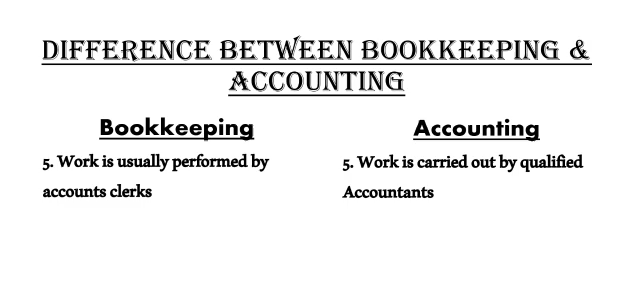 DIFFERENCE BETWEEN BOOKKEEPING &
ACCOUNTING
Bookkeeping
5. Work is usually performed by
accounts clerks
Accounting
5. Work is carried out by qualified
Accountants